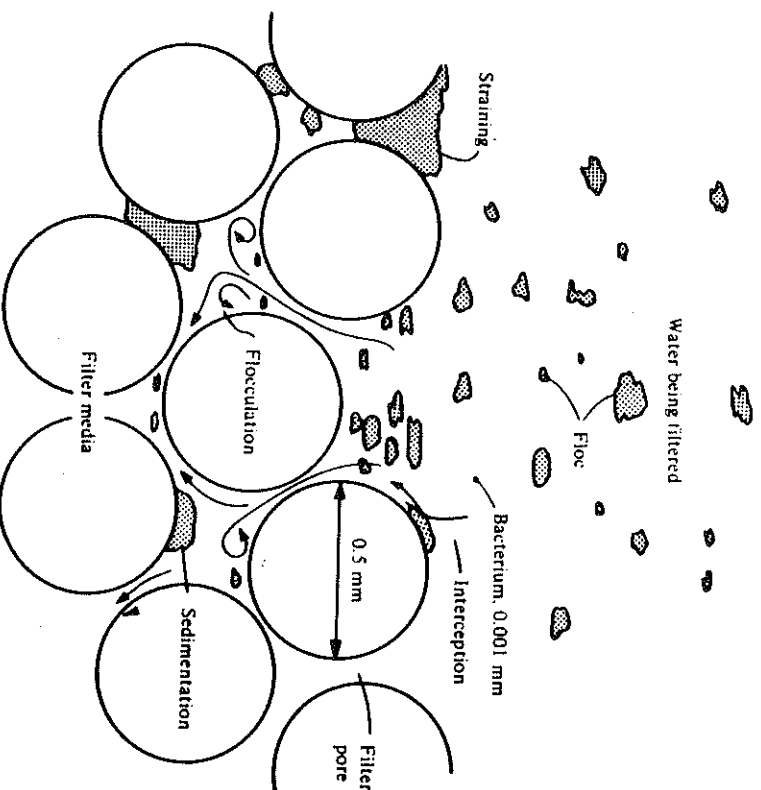 Water being filtered
Floc
Bacterium, 0.001 mm
Straining
Interception
0.5 mm
Filter
pore
Flocculation
Sedimentation
Filter media